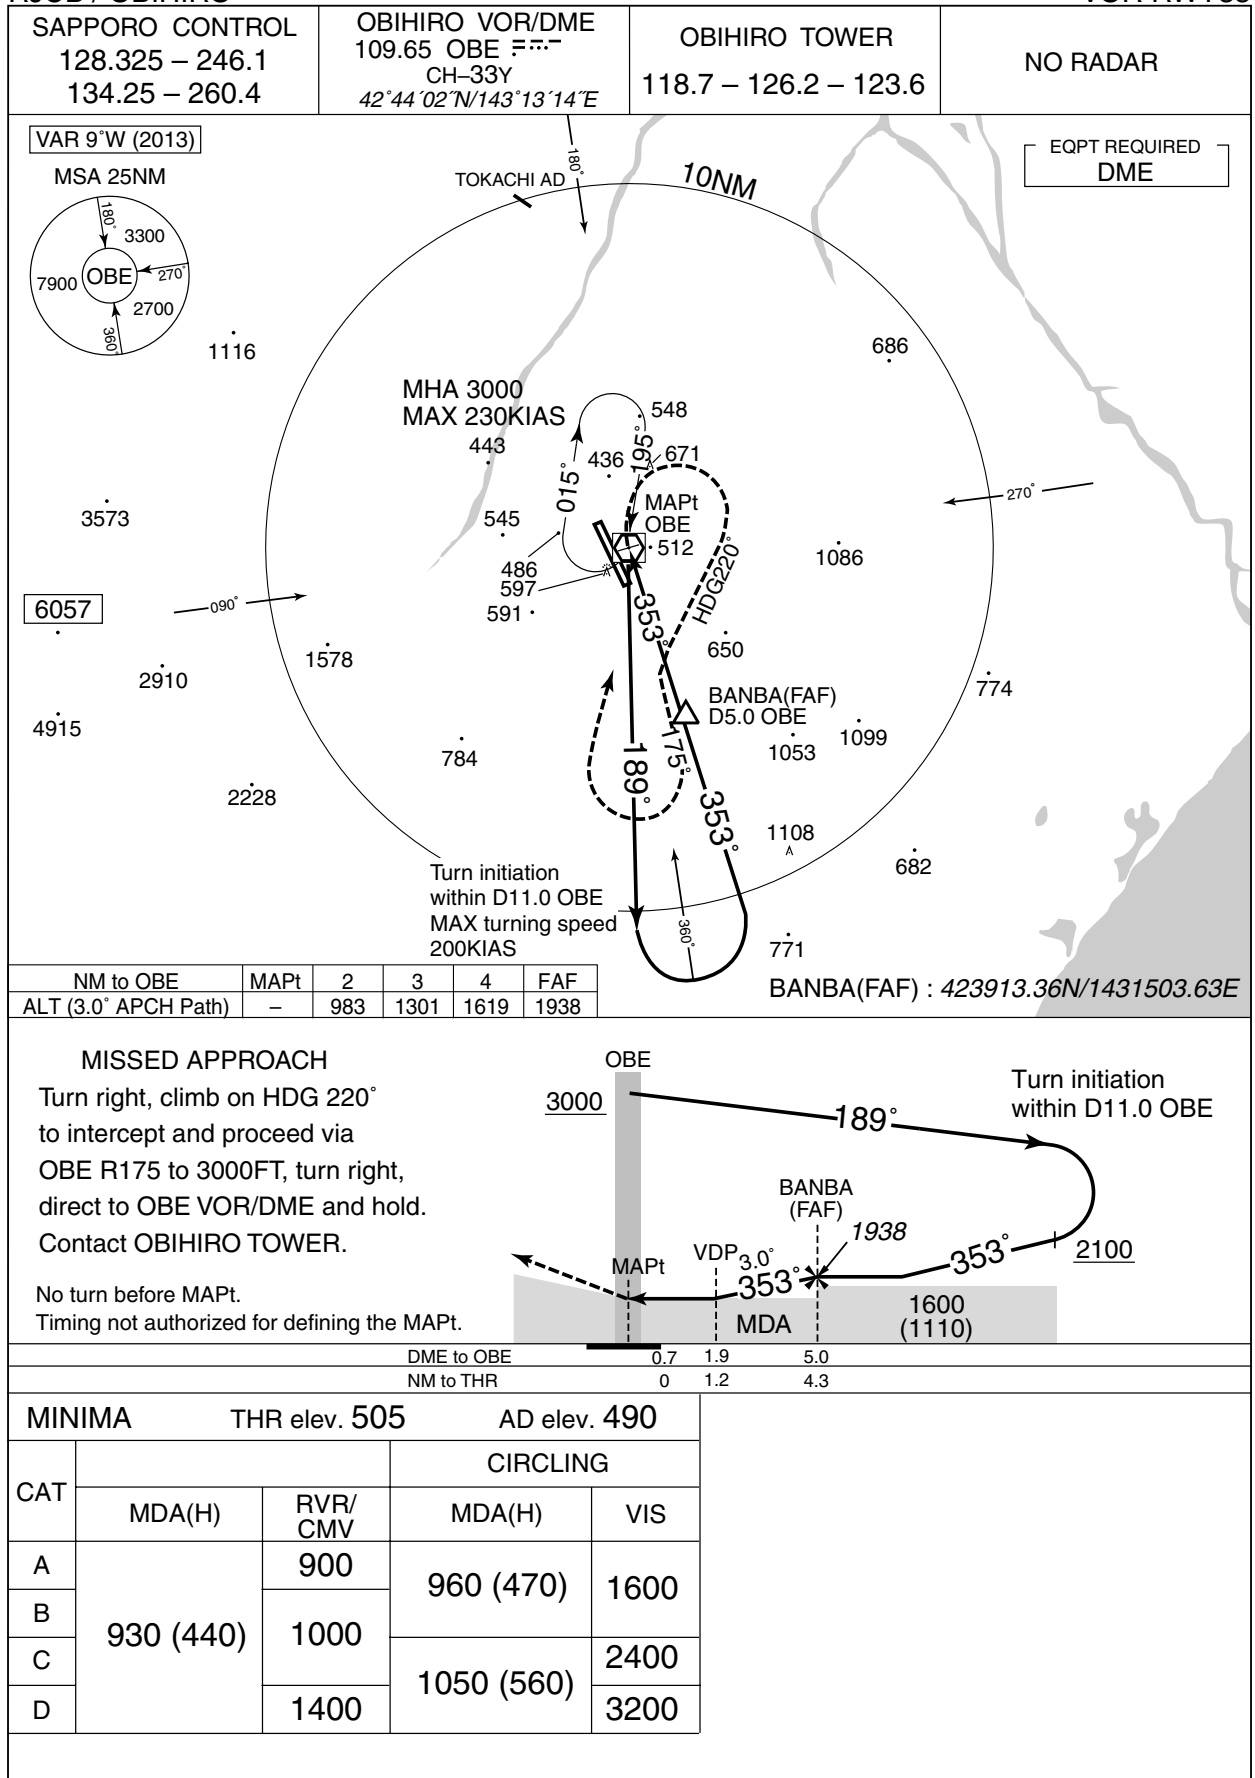 SAPPORO CONTROL
128.325 – 246.1
134.25 – 260.4
OBIHIRO VOR/DME
109.65 OBE
CH–33Y
42°44´02˝N/143°13´14˝E
OBIHIRO TOWER
118.7 – 126.2 – 123.6
NO RADAR
VAR 9°W (2013)
MSA 25NM
180°
3300
7900
OBE
270°
2700
360°
EQPT REQUIRED
DME
TOKACHI AD
180°
10NM
1116
686
MHA 3000
MAX 230KIAS
548
443
436
195°
671
015°
3573
545
MAPt
OBE
512
270°
486
597
591
1086
HDG220°
6057
090°
353°
650
1578
2910
774
BANBA(FAF)
D5.0 OBE
4915
784
189°
175°
1053
1099
2228
353°
1108
682
Turn initiation
within D11.0 OBE
MAX turning speed
200KIAS
360°
771
NM to OBE MAPt 2 3 4 FAF
ALT (3.0° APCH Path) – 983 1301 1619 1938
BANBA(FAF) : 423913.36N/1431503.63E
MISSED APPROACH
Turn right, climb on HDG 220°
to intercept and proceed via
OBE R175 to 3000FT, turn right,
direct to OBE VOR/DME and hold.
Contact OBIHIRO TOWER.
No turn before MAPt.
Timing not authorized for defining the MAPt.
OBE
3000
189°
Turn initiation
within D11.0 OBE
BANBA
(FAF)
1938
353°
2100
MAPt
VDP
3.0°
353°
MDA
1600
(1110)
DME to OBE 0.7 1.9 5.0
NM to THR 0 1.2 4.3
MINIMA THR elev. 505 AD elev. 490
CAT
CIRCLING
MDA(H)
RVR/
CMV
MDA(H)
VIS
A
900
960 (470)
1600
B
930 (440)
1000
C
1050 (560)
2400
D
1400
3200